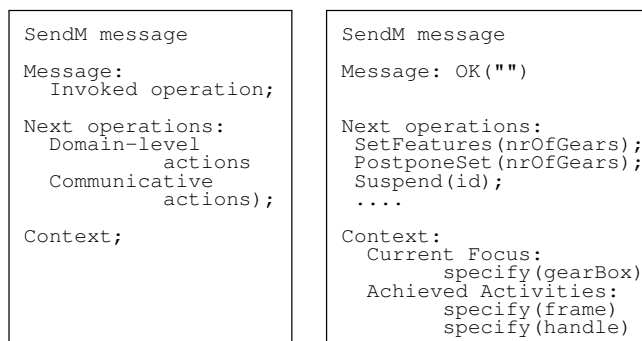 SendM message
Message:
Invoked operation;
Next operations:
Domain-level
actions
Communicative
actions);
Context;
SendM message
Message: OK("")
Next operations:
SetFeatures(nrOfGears);
PostponeSet(nrOfGears);
Suspend(id);
....
Context:
Current Focus:
specify(gearBox)
Achieved Activities:
specify(frame)
specify(handle)